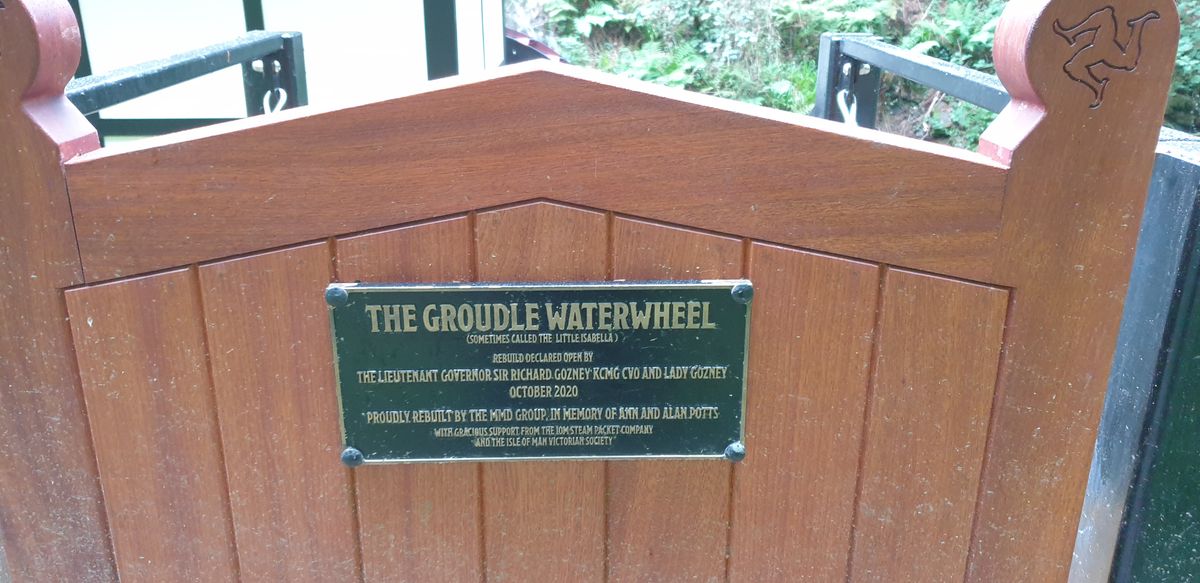 THE GROUDLE WATERWHEEL
(SOMETIMES CALLED THE LITTLE ISABELLA)
REBUILD DECLARED OPEN BY
THE LIEUTENANT GOVERNOR SIR RICHARD GOZNEY KCMG CVO AND LADY GOZNEY
OCTOBER 2020
PROUDLY REBUILT BY THE MMD GROUP, IN MEMORY OF ANN AND ALAN POTTS
WITH GRACIOUS SUPPORT FROM THE IOM STEAM PACKET COMPANY
AND THE ISLE OF MAN VICTORIAN SOCIETY